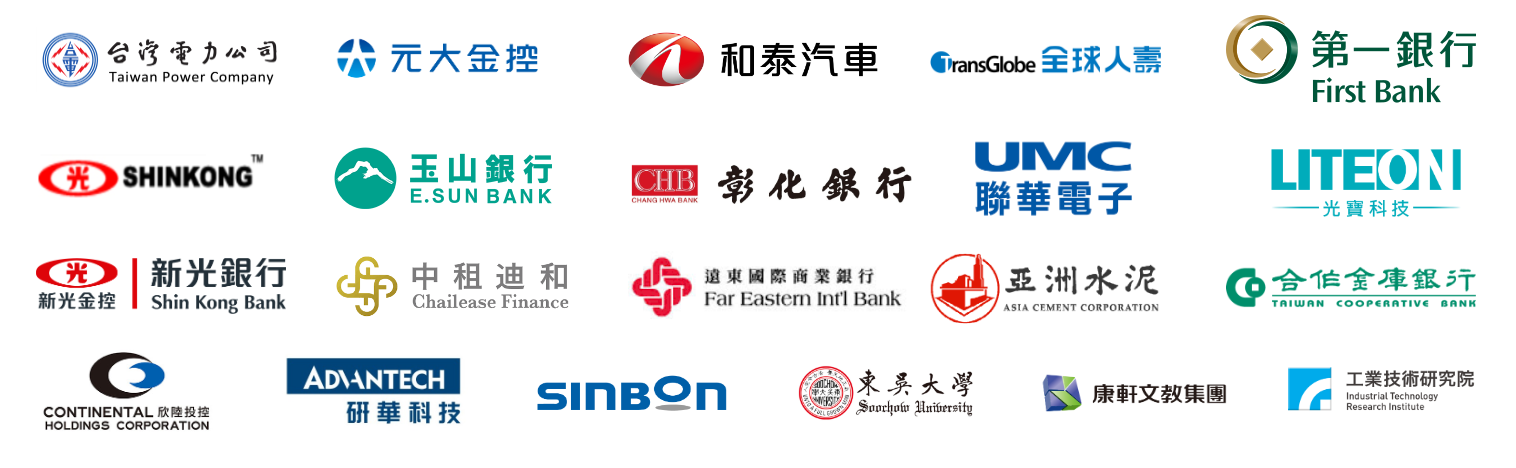 台灣電力公司
Taiwan Power Company
元大金控
和泰汽車
TransGlobe 全球人壽
第一銀行
First Bank
光 SHINKONG™
玉山銀行
E.SUN BANK
CHB
CHANG HWA BANK
彰化銀行
UMC
聯華電子
LITEON
光寶科技
光
新光金控
新光銀行
Shin Kong Bank
中租迪和
Chailease Finance
遠東國際商業銀行
Far Eastern Int'l Bank
亞洲水泥
ASIA CEMENT CORPORATION
合作金庫銀行
TAIWAN COOPERATIVE BANK
CONTINENTAL 欣陸投控
HOLDINGS CORPORATION
ADVANTECH
研華科技
SINBON
SOOCHOW
UNIVERSITY
東吳大學
Soochow University
康軒文教集團
工業技術研究院
Industrial Technology
Research Institute